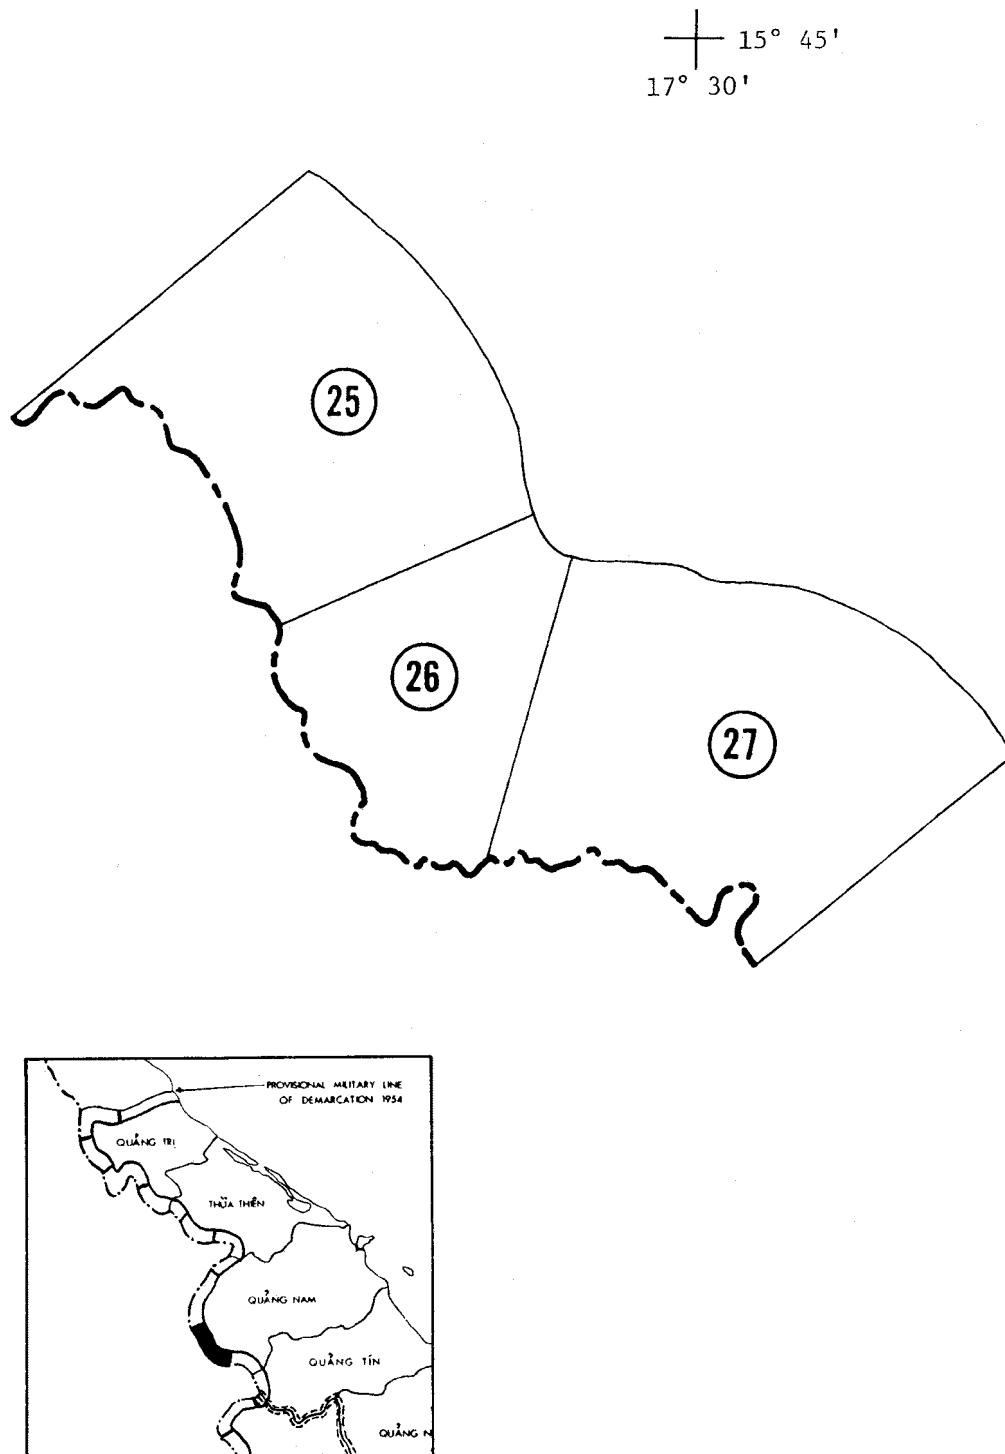 15° 45'
17° 30'
25
26
27
PROVISIONAL MILITARY LINE
OF DEMARCATION 1954
QUẢNG TRỊ
THỪA THIÊN
QUẢNG NAM
QUẢNG TÍN
QUẢNG N